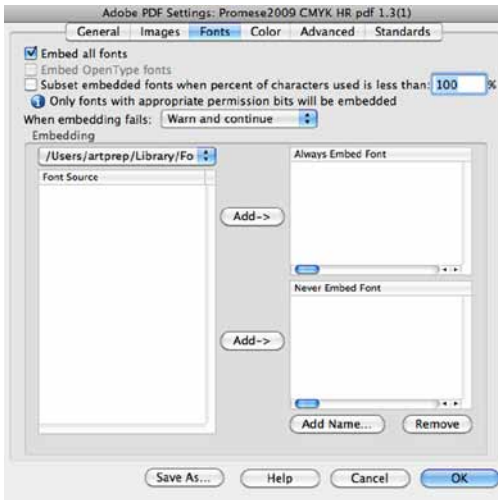 Adobe PDF Settings: Promese2009 CMYK HR pdf 1.3(1)
General Images Fonts Color Advanced Standards
Embed all fonts
Embed OpenType fonts
Subset embedded fonts when percent of characters used is less than: 100 %
Only fonts with appropriate permission bits will be embedded
When embedding fails: Warn and continue
Embedding
/Users/artprep/Library/Fo
Always Embed Font
Font Source
Add->
Never Embed Font
Add->
Add Name... Remove
Save As... Help Cancel OK